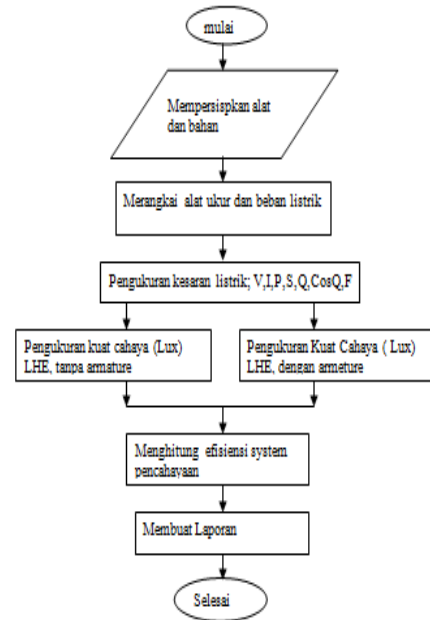 mulai
Mempersispkan alat
dan bahan
Merangkai alat ukur dan beban listrik
Pengukuran kesaran listrik; V,I,P,S,Q,CosQ,F
Pengukuran kuat cahaya (Lux)
LHE, tanpa armature
Pengukuran Kuat Cahaya ( Lux)
LHE, dengan armeture
Menghitung efisiensi system
pencahayaan
Membuat Laporan
Selesai